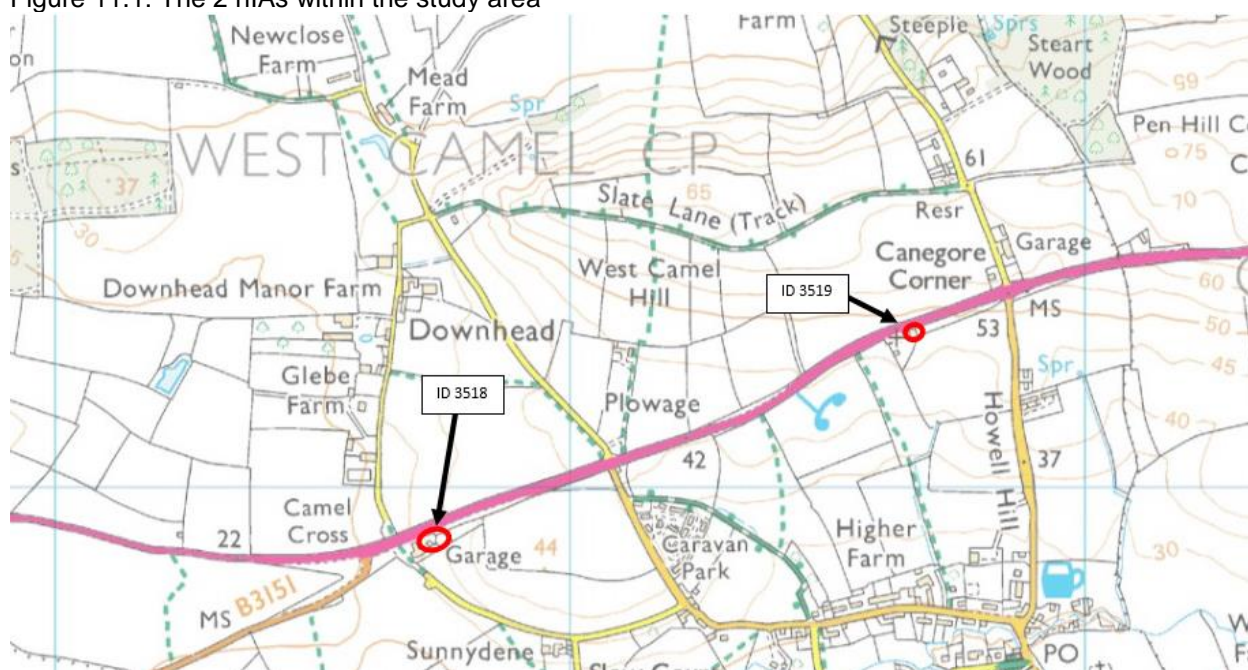 Figure 11.1: The 2 nIAs within the study area
Newclose
Farm
Mead
Farm
Spr
Farm
Steeple
Sprs
Steart
Wood
59
Pen Hill
75
WEST CAMEL CP
37
30
65
Slate Lane (Track)
61
Resr
70
Garage
Canegore
Corner
West Camel
Hill
ID 3519
60
50
45
MS
53
Downhead Manor Farm
Downhead
Glebe
Farm
ID 3518
Plowage
Spr
Howell Hill
40
42
37
Camel
Cross
22
Garage
44
Caravan
Park
Higher
Farm
30
B3151
MS
Sunnydene
PO